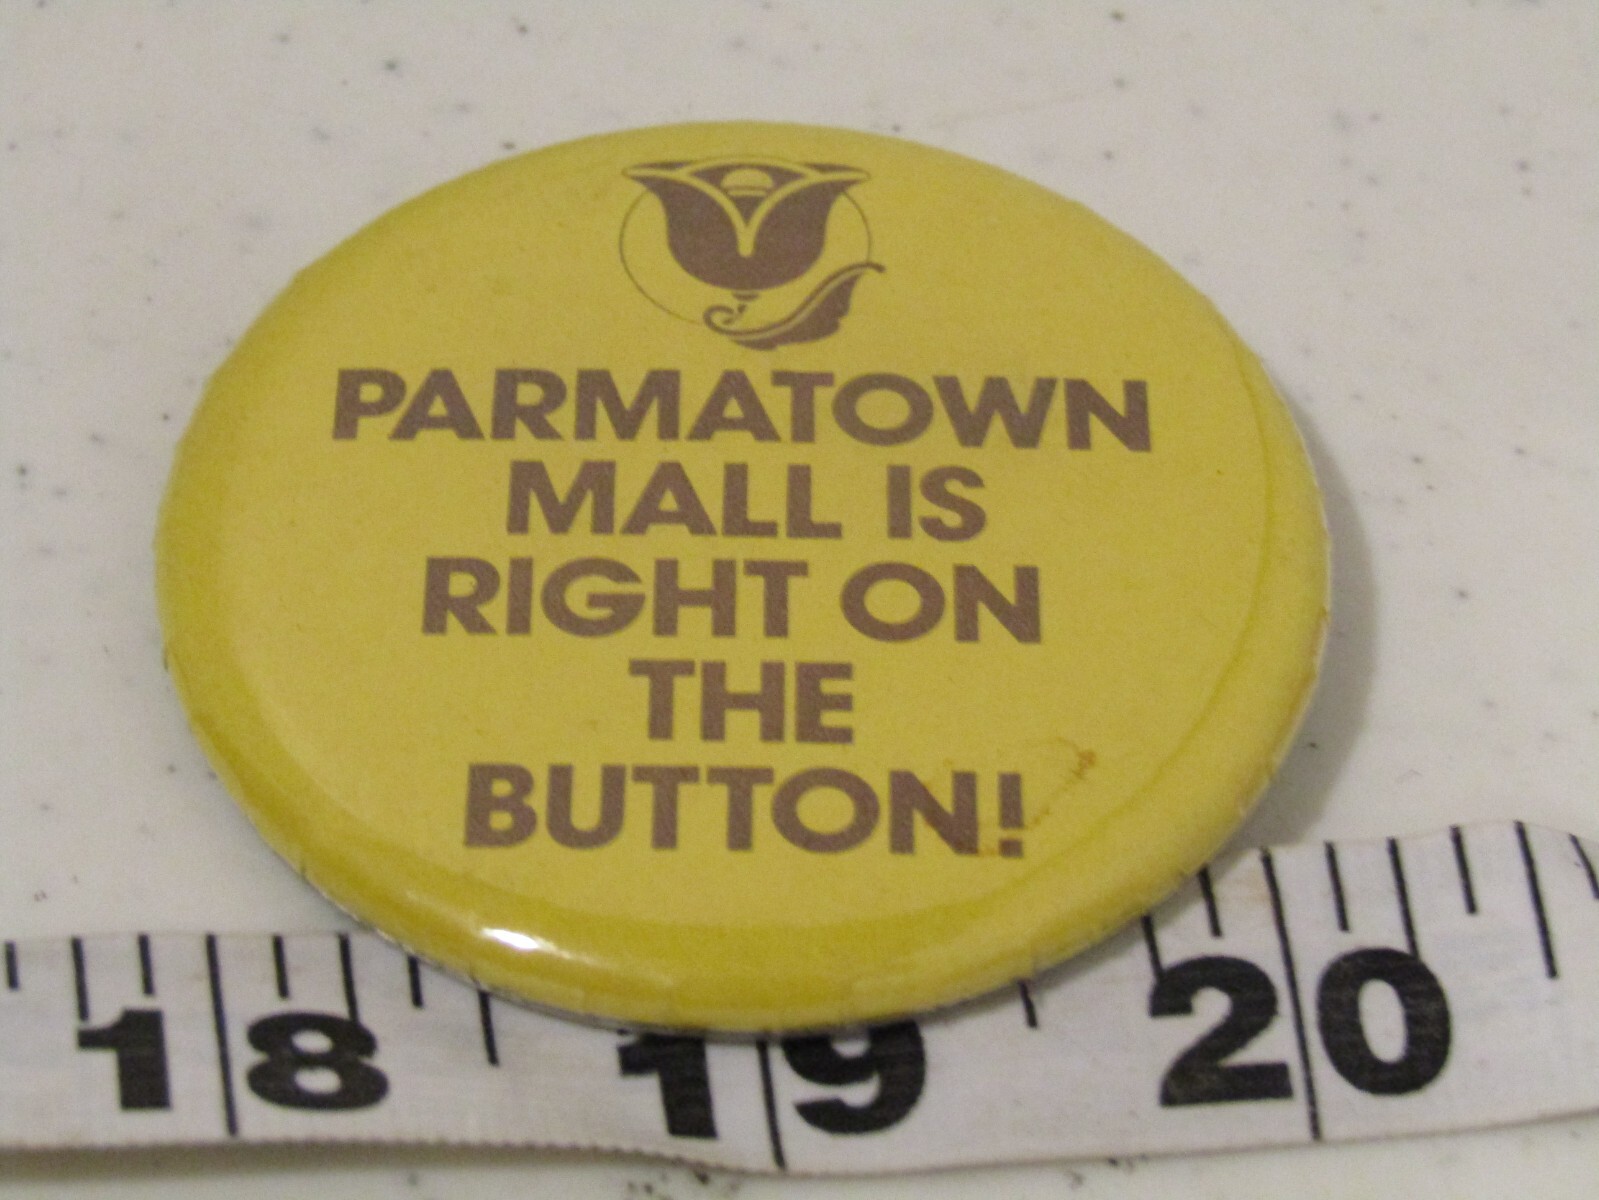 PARMATOWN
MALL IS
RIGHT ON
THE
BUTTON!
18 19 20